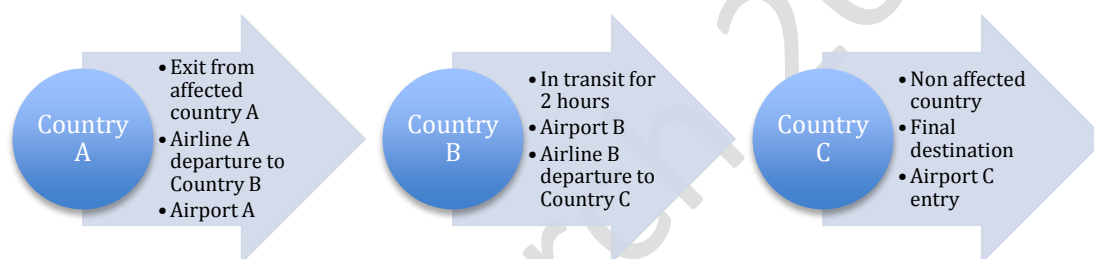 Country
A
• Exit from
affected
country A
• Airline A
departure to
Country B
• Airport A
Country
B
• In transit for
2 hours
• Airport B
• Airline B
departure to
Country C
Country
C
• Non affected
country
• Final
destination
• Airport C
entry